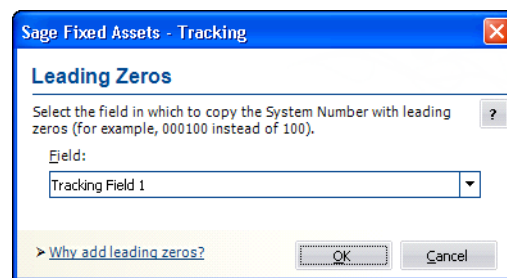 Sage Fixed Assets - Tracking
Leading Zeros
Select the field in which to copy the System Number with leading
zeros (for example, 000100 instead of 100).
?
Field:
Tracking Field 1
➤ Why add leading zeros?
OK
Cancel